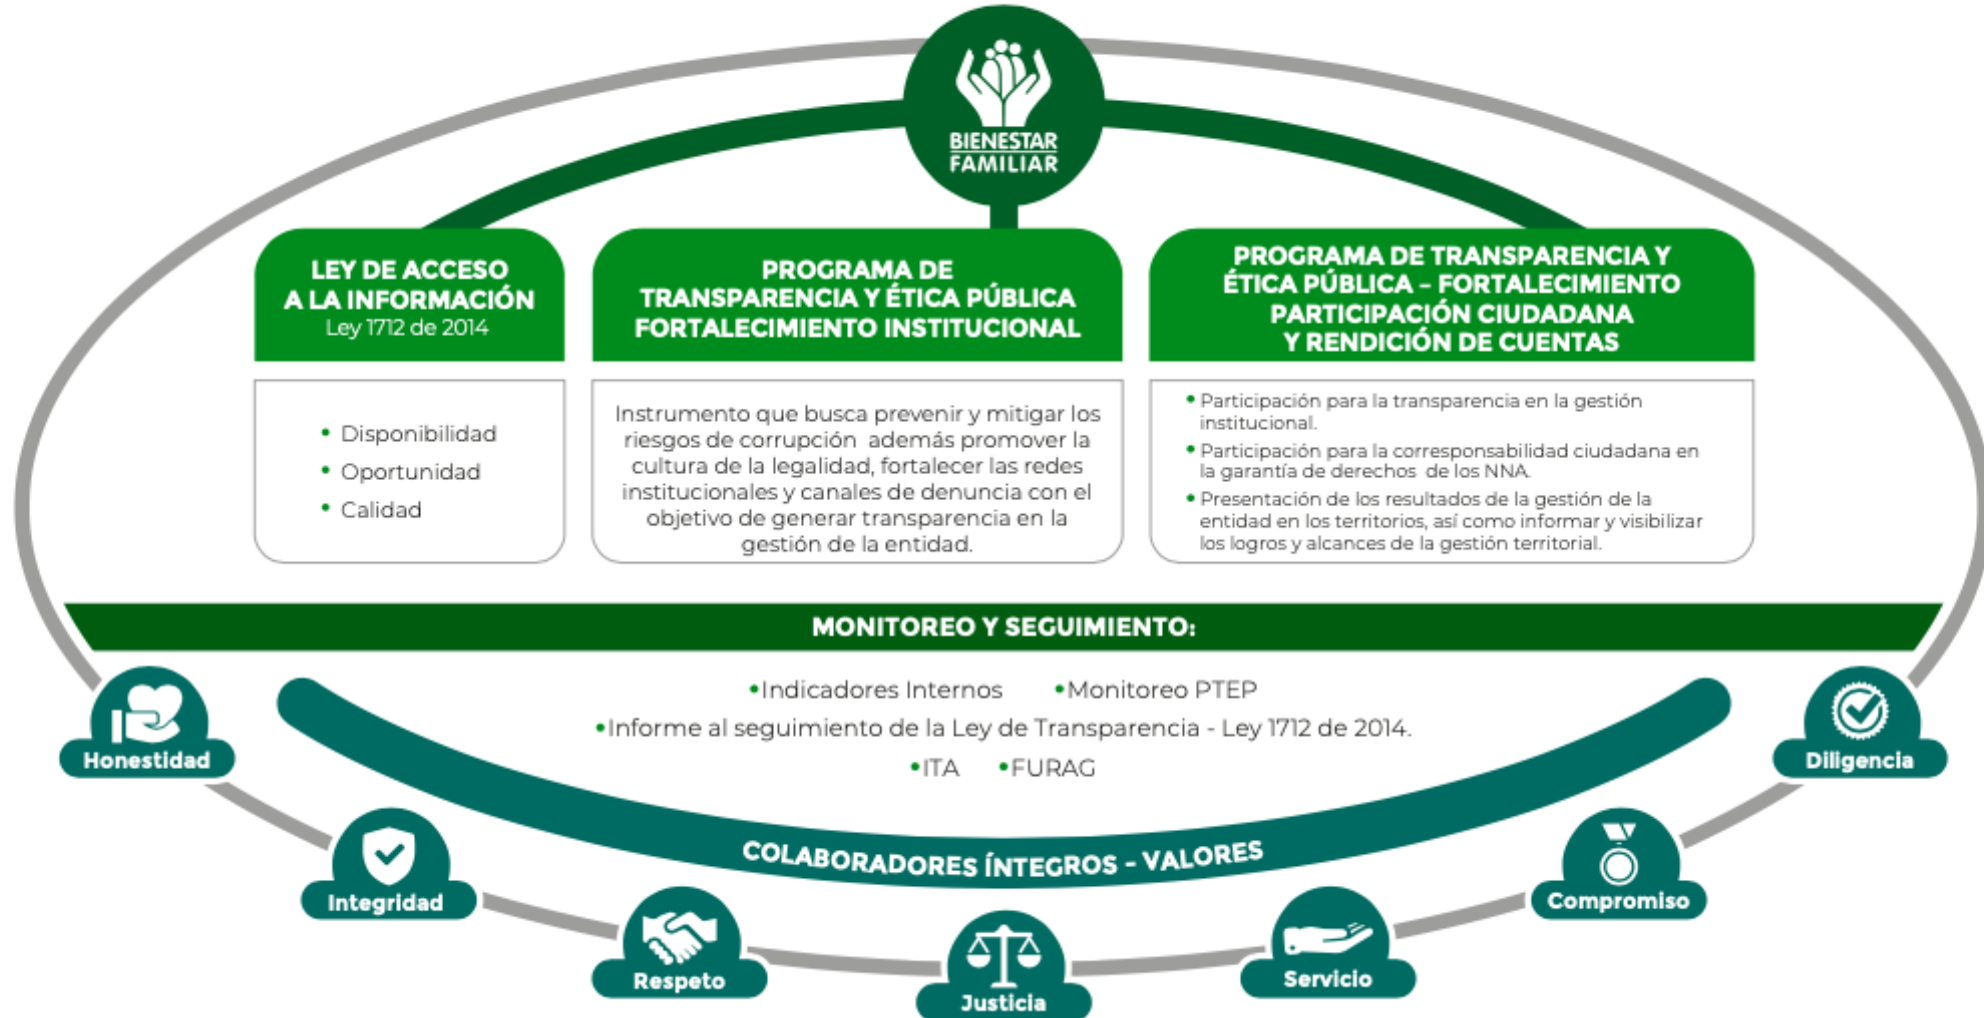 BIENESTAR
FAMILIAR
LEY DE ACCESO
A LA INFORMACIÓN
Ley 1712 de 2014
• Disponibilidad
• Oportunidad
• Calidad
PROGRAMA DE
TRANSPARENCIA Y ÉTICA PÚBLICA
FORTALECIMIENTO INSTITUCIONAL
Instrumento que busca prevenir y mitigar los
riesgos de corrupción además promover la
cultura de la legalidad, fortalecer las redes
institucionales y canales de denuncia con el
objetivo de generar transparencia en la
gestión de la entidad.
PROGRAMA DE TRANSPARENCIA Y
ÉTICA PÚBLICA – FORTALECIMIENTO
PARTICIPACIÓN CIUDADANA
Y RENDICIÓN DE CUENTAS
• Participación para la transparencia en la gestión
institucional.
• Participación para la corresponsabilidad ciudadana en
la garantía de derechos de los NNA.
• Presentación de los resultados de la gestión de la
entidad en los territorios, así como informar y visibilizar
los logros y alcances de la gestión territorial.
MONITOREO Y SEGUIMIENTO:
•Indicadores Internos •Monitoreo PTEP
•Informe al seguimiento de la Ley de Transparencia - Ley 1712 de 2014.
•ITA •FURAG
COLABORADORES ÍNTEGROS - VALORES
Honestidad
Integridad
Respeto
Justicia
Servicio
Compromiso
Diligencia